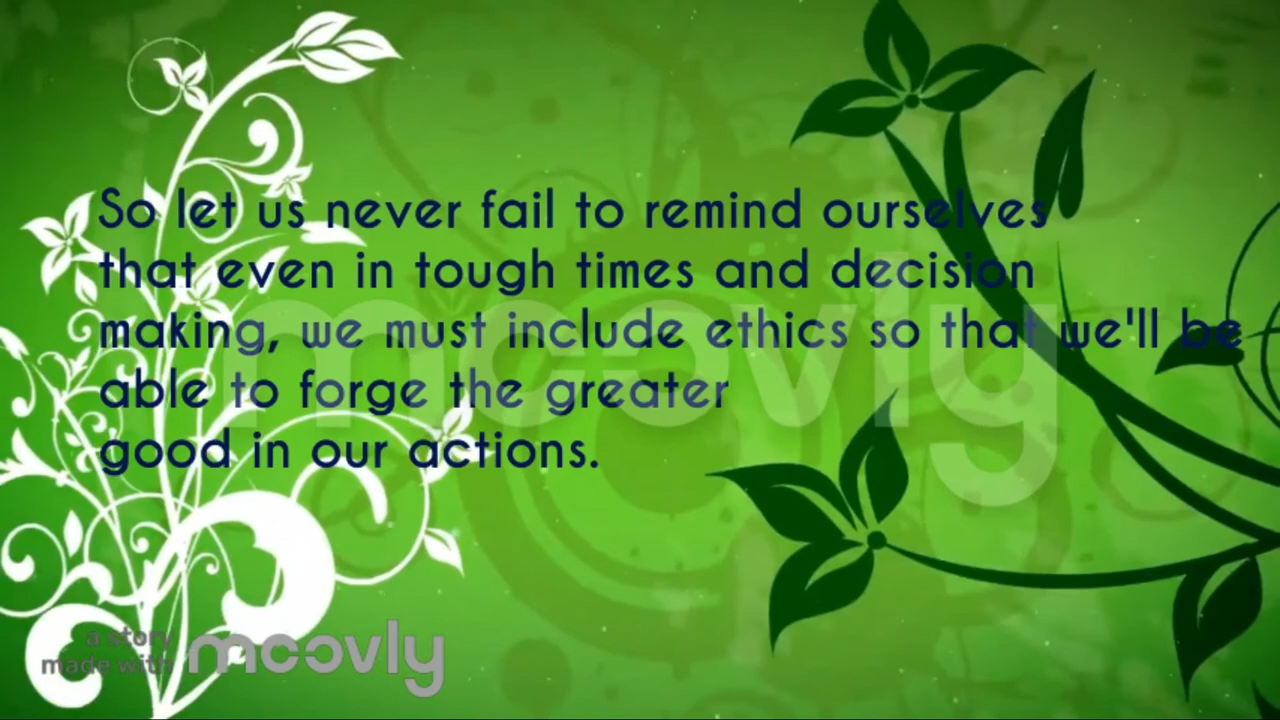 So let us never fail to remind ourselves
that even in tough times and decision
making, we must include ethics so that we'll be
able to forge the greater
good in our actions.
moovly
a story
made with moovly